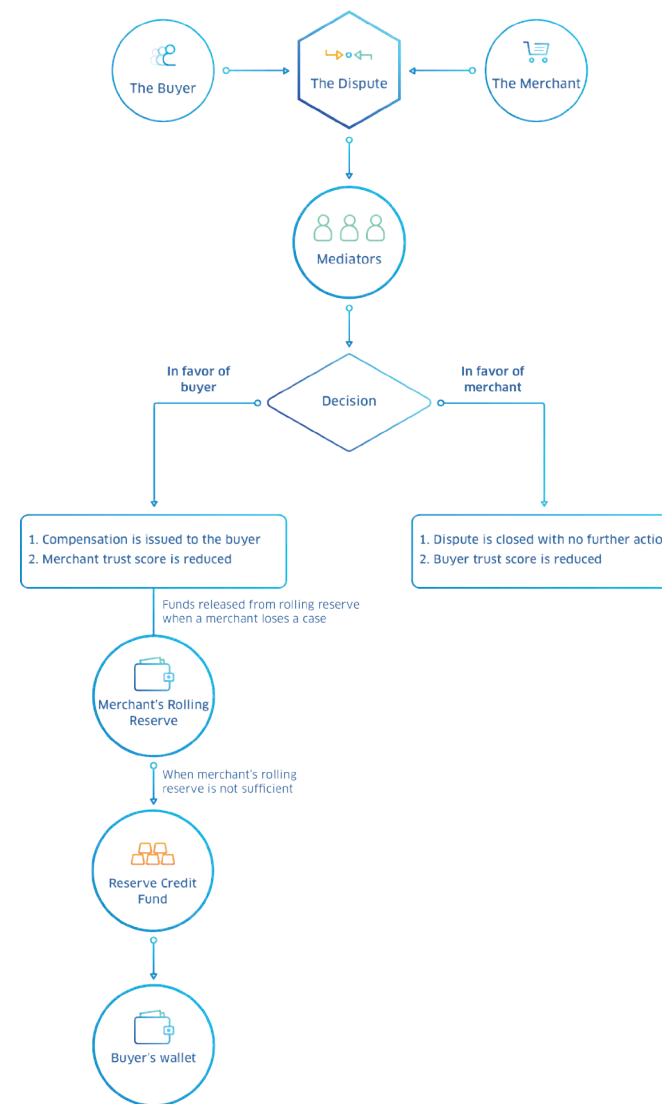 The Buyer
The Dispute
The Merchant
Mediators
In favor of
buyer
In favor of
merchant
Decision
1. Compensation is issued to the buyer
2. Merchant trust score is reduced
1. Dispute is closed with no further actio
2. Buyer trust score is reduced
Funds released from rolling reserve
when a merchant loses a case
Merchant's Rolling
Reserve
When merchant's rolling
reserve is not sufficient
Reserve Credit
Fund
Buyer's wallet